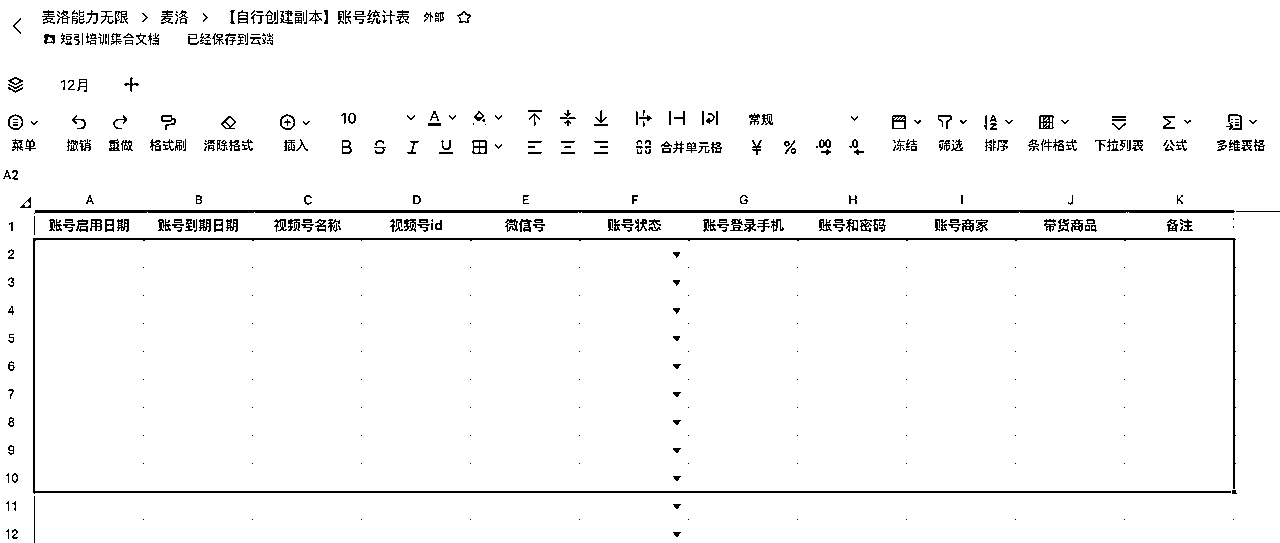 麦洛能力无限 > 麦洛 > 【自行创建副本】账号统计表 外部
短引培训集合文档 已经保存到云端
12月
10 常规
菜单 撤销 重做 格式刷 清除格式 插入 B S I U 合并单元格 ¥ % .00 .0 冻结 筛选 排序 条件格式 下拉列表 公式 多维表格
A2
A B C D E F G H I J K
1 账号启用日期 账号到期日期 视频号名称 视频号id 微信号 账号状态 账号登录手机 账号和密码 账号商家 带货商品 备注
2
3
4
5
6
7
8
9
10
11
12